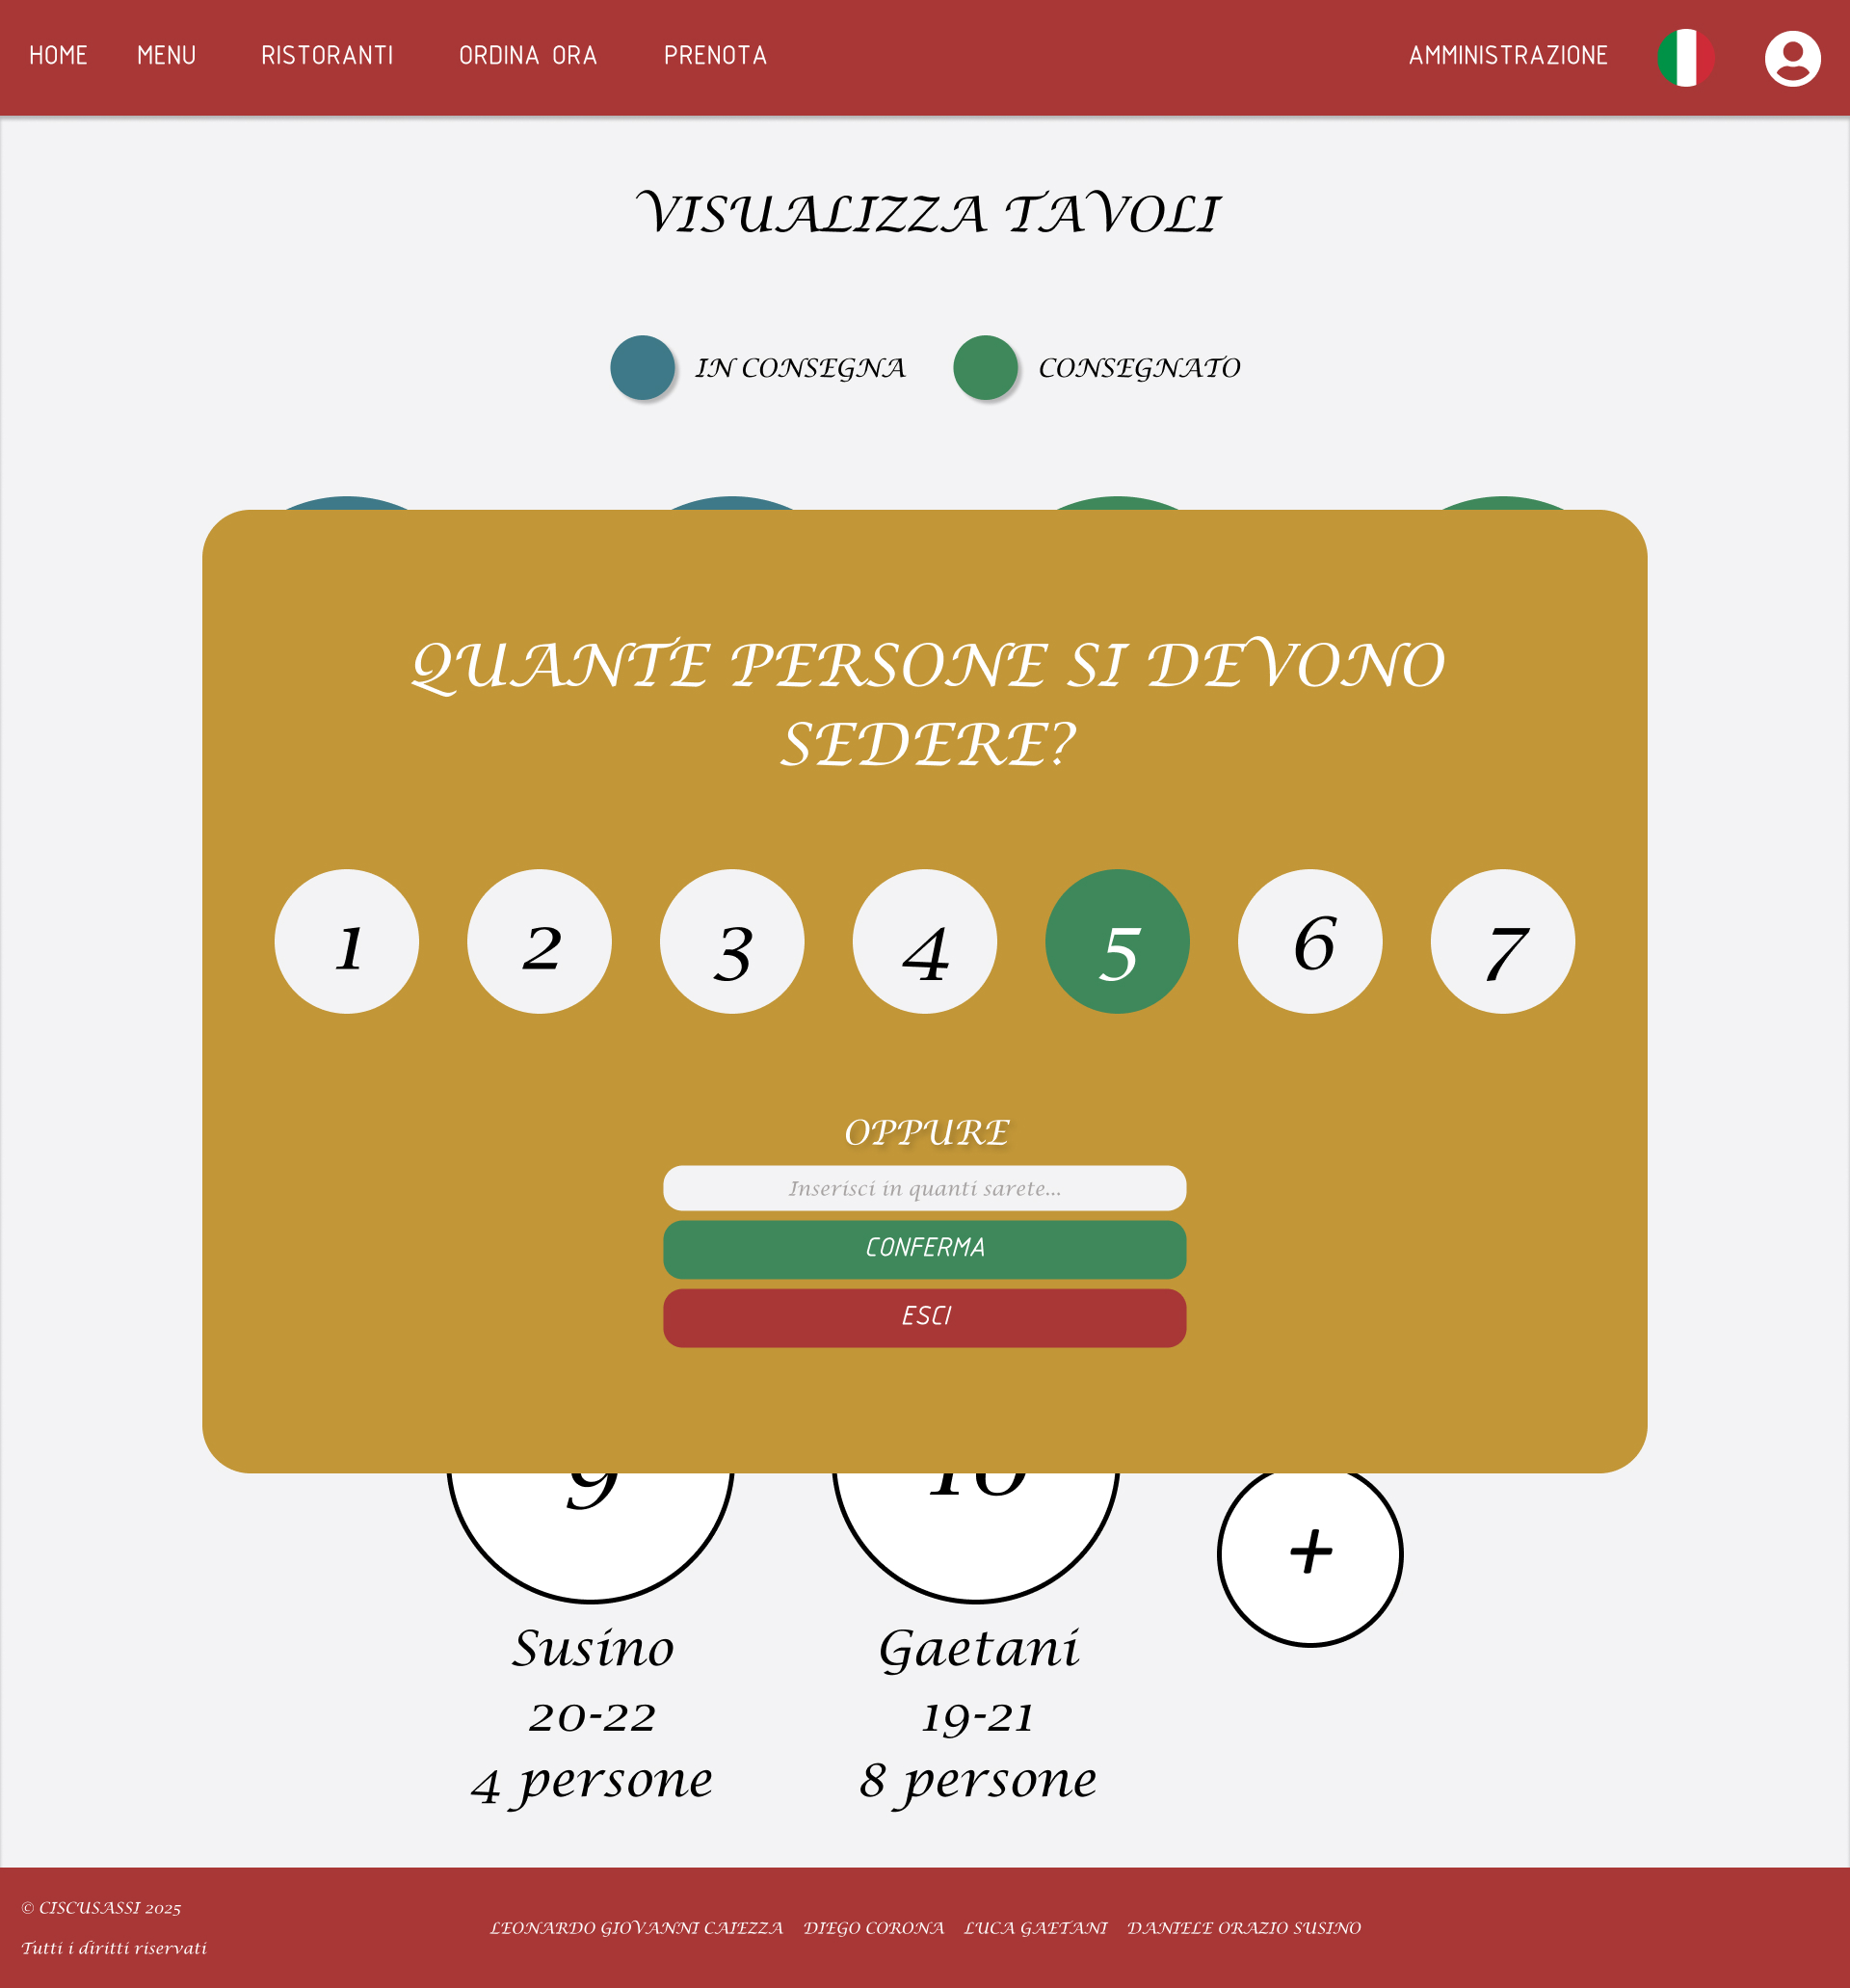 HOME MENU RISTORANTI ORDINA ORA PRENOTA AMMINISTRAZIONE
VISUALIZZA TAVOLI
IN CONSEGNA CONSEGNATO
QUANTE PERSONE SI DEVONO
SEDERE?
1 2 3 4 5 6 7
OPPURE
Inserisci in quanti sarete...
CONFERMA
ESCI
9 10 +
Susino Gaetani
20-22 19-21
4 persone 8 persone
© CISCUSASSI 2025
LEONARDO GIOVANNI CAIEZZA DIEGO CORONA LUCA GAETANI DANIELE ORAZIO SUSINO
Tutti i diritti riservati